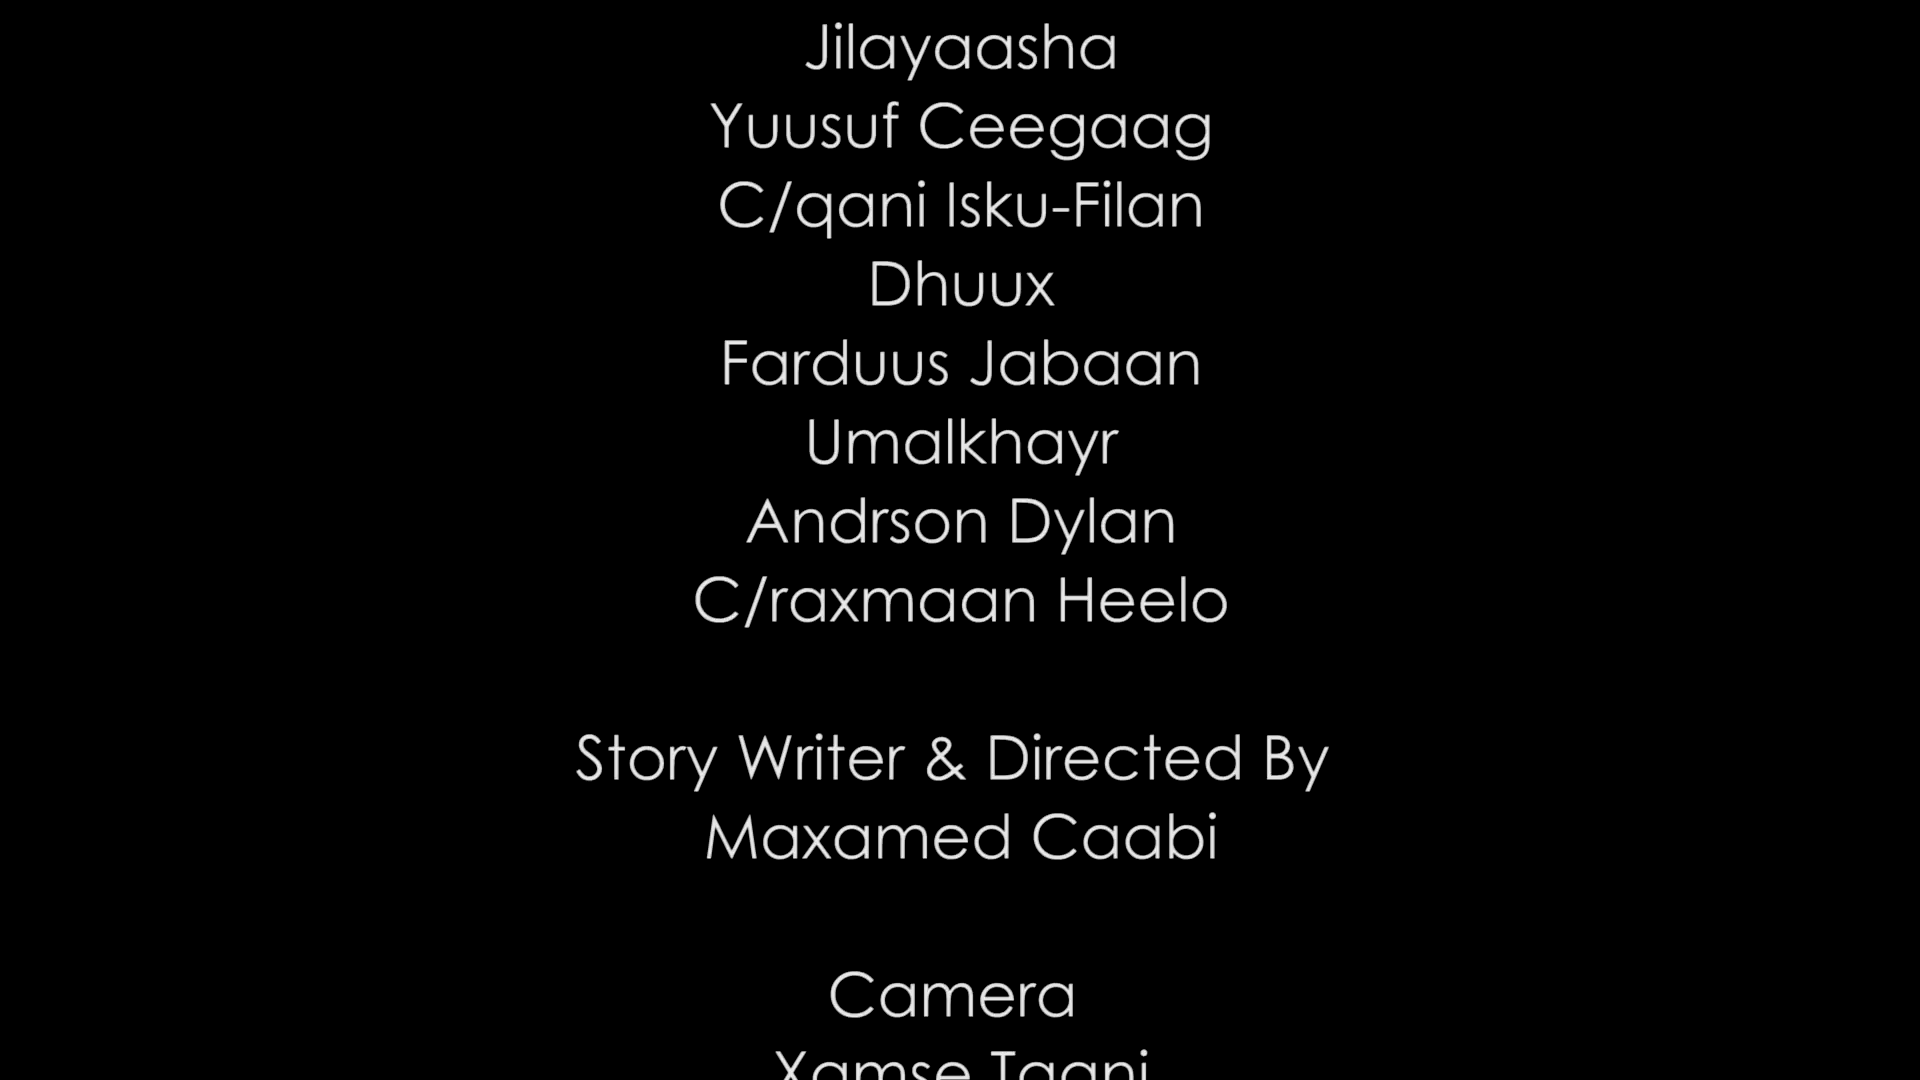 Jilayaasha
Yuusuf Ceegaag
C/qani Isku-Filan
Dhuux
Farduus Jabaan
Umalkhayr
Andrson Dylan
C/raxmaan Heelo
Story Writer & Directed By
Maxamed Caabi
Camera
Xamse